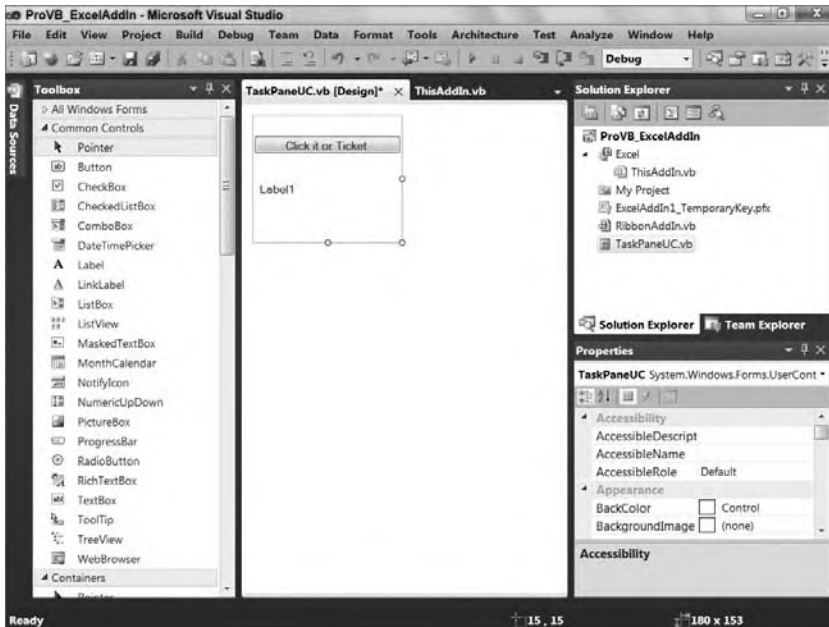 ProVB_ExcelAddIn - Microsoft Visual Studio
File Edit View Project Build Debug Team Data Format Tools Architecture Test Analyze Window Help
Debug
Data Sources
Toolbox
All Windows Forms
Common Controls
Pointer
Button
CheckBox
CheckedListBox
ComboBox
DateTimePicker
Label
LinkLabel
ListBox
ListView
MaskedTextBox
MonthCalendar
NotifyIcon
NumericUpDown
PictureBox
ProgressBar
RadioButton
RichTextBox
TextBox
ToolTip
TreeView
WebBrowser
Containers
Pointer
TaskPaneUC.vb [Design]* ThisAddIn.vb
Click it or Ticket
Label1
Solution Explorer
ProVB_ExcelAddIn
Excel
ThisAddIn.vb
My Project
ExcelAddIn1_TemporaryKey.pfx
RibbonAddIn.vb
TaskPaneUC.vb
Solution Explorer Team Explorer
Properties
TaskPaneUC System.Windows.Forms.UserCont
Accessibility
AccessibleDescript
AccessibleName
AccessibleRole Default
Appearance
BackColor Control
BackgroundImage (none)
Accessibility
Ready 15 , 15 180 x 153